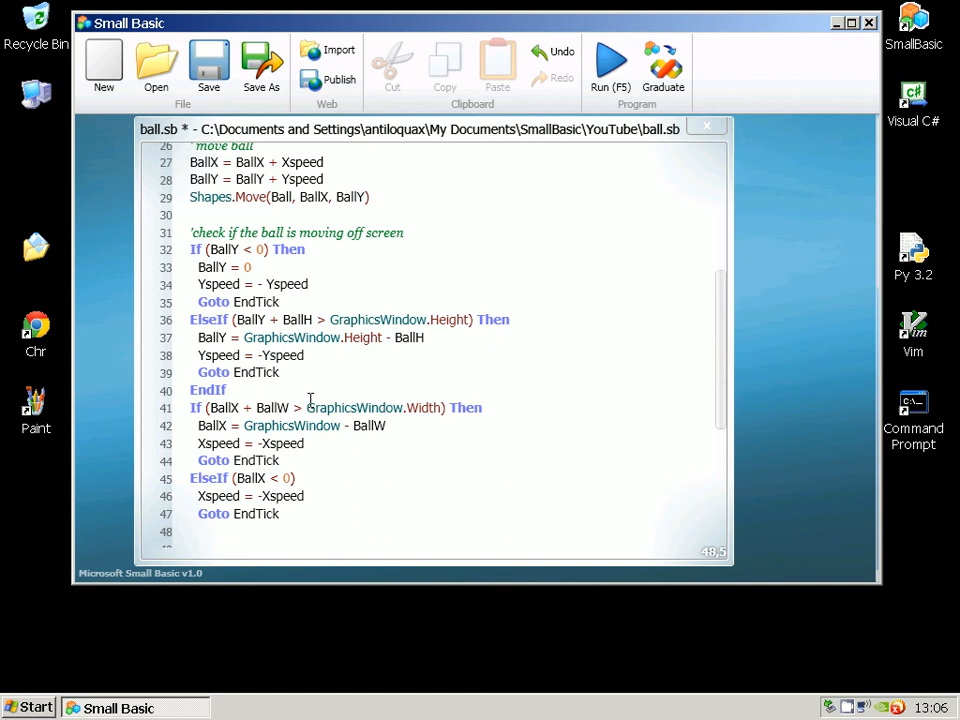 Recycle Bin
Chr
Paint
Small Basic
New
Open
Save
Save As
File
Import
Publish
Web
Cut
Copy
Paste
Undo
Redo
Clipboard
Run (F5)
Graduate
Program
ball.sb * - C:\Documents and Settings\antiloquax\My Documents\SmallBasic\YouTube\ball.sb
X
26 ' move ball
27 BallX = BallX + Xspeed
28 BallY = BallY + Yspeed
29 Shapes.Move(Ball, BallX, BallY)
30
31 'check if the ball is moving off screen
32 If (BallY < 0) Then
33 BallY = 0
34 Yspeed = - Yspeed
35 Goto EndTick
36 ElseIf (BallY + BallH > GraphicsWindow.Height) Then
37 BallY = GraphicsWindow.Height - BallH
38 Yspeed = -Yspeed
39 Goto EndTick
40 EndIf
41 If (BallX + BallW > GraphicsWindow.Width) Then
42 BallX = GraphicsWindow - BallW
43 Xspeed = -Xspeed
44 Goto EndTick
45 ElseIf (BallX < 0)
46 Xspeed = -Xspeed
47 Goto EndTick
48
48,5
Microsoft Small Basic v1.0
SmallBasic
C#
Visual C#
Py 3.2
Vim
Vim
C:\
Command
Prompt
Start
Small Basic
13:06